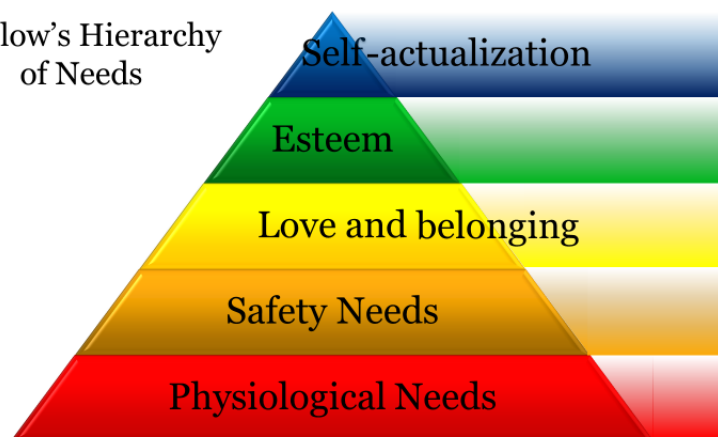 low's Hierarchy
of Needs
Self-actualization
Esteem
Love and belonging
Safety Needs
Physiological Needs